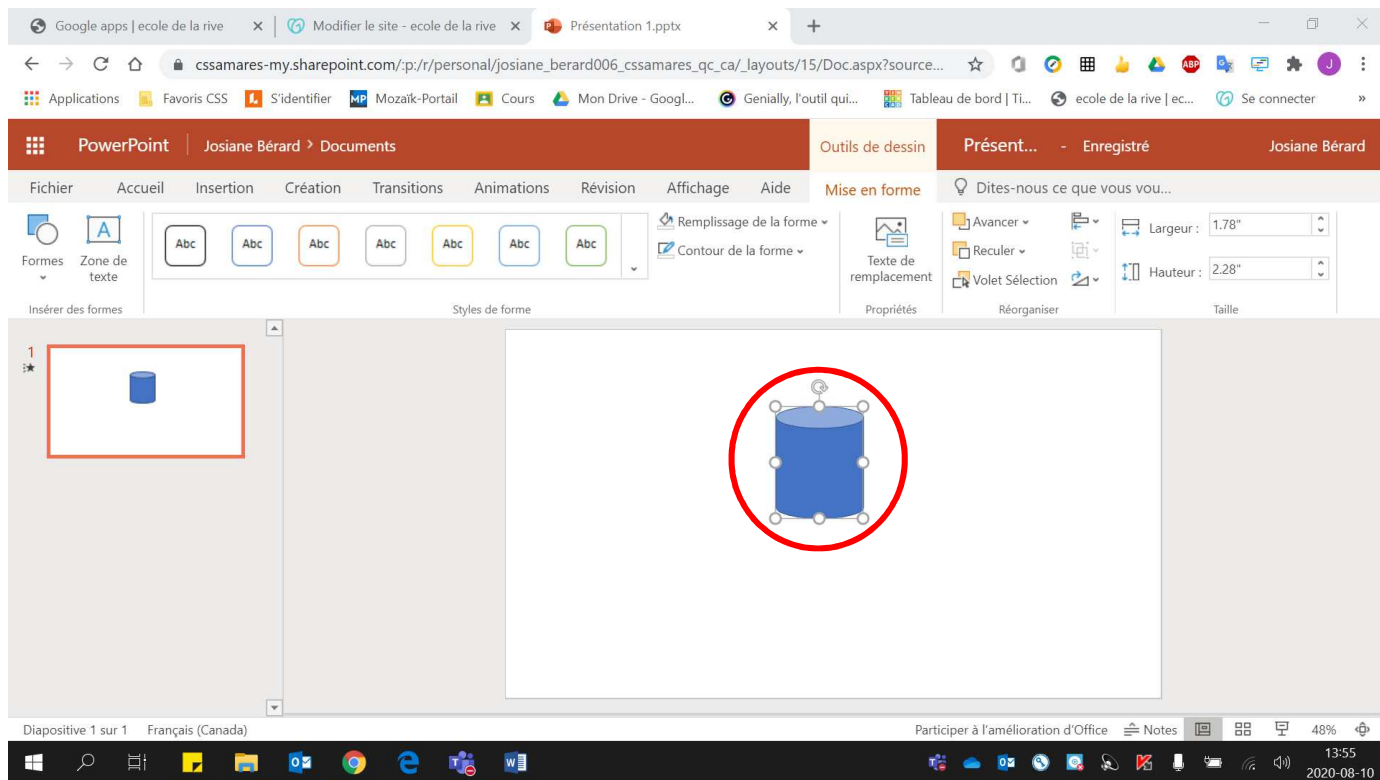 Google apps | ecole de la rive
Modifier le site - ecole de la rive
Présentation 1.pptx
cssamares-my.sharepoint.com/:p:/r/personal/josiane_berard006_cssamares_qc_ca/_layouts/15/Doc.aspx?source...
ABP
J
Applications
Favoris CSS
S'identifier
MP Mozaïk-Portail
Cours
Mon Drive - Googl...
Genially, l'outil qui...
Tableau de bord | Ti...
ecole de la rive | ec...
Se connecter
»
PowerPoint
Josiane Bérard > Documents
Outils de dessin
Présent... - Enregistré
Josiane Bérard
Fichier
Accueil
Insertion
Création
Transitions
Animations
Révision
Affichage
Aide
Mise en forme
Dites-nous ce que vous vou...
Formes
A
Zone de
texte
Abc
Abc
Abc
Abc
Abc
Abc
Abc
Remplissage de la forme
Contour de la forme
Texte de
remplacement
Avancer
Reculer
Volet Sélection
Largeur : 1.78"
Hauteur : 2.28"
Insérer des formes
Styles de forme
Propriétés
Réorganiser
Taille
1
Diapositive 1 sur 1
Français (Canada)
Participer à l'amélioration d'Office
Notes
48%
13:55
2020-08-10